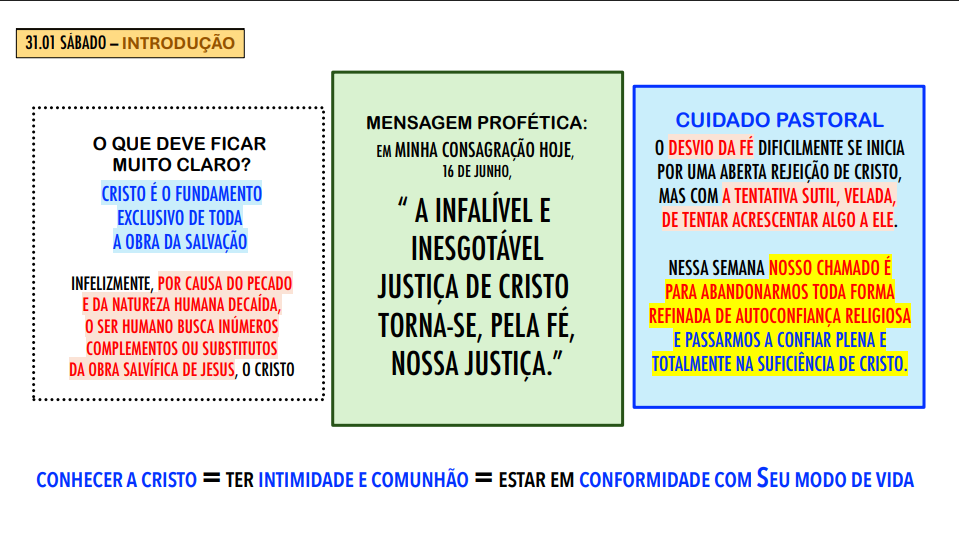 31.01 SÁBADO – INTRODUÇÃO
O QUE DEVE FICAR
MUITO CLARO?
CRISTO É O FUNDAMENTO
EXCLUSIVO DE TODA
A OBRA DA SALVAÇÃO
INFELIZMENTE, POR CAUSA DO PECADO
E DA NATUREZA HUMANA DECAÍDA,
O SER HUMANO BUSCA INÚMEROS
COMPLEMENTOS OU SUBSTITUTOS
DA OBRA SALVÍFICA DE JESUS, O CRISTO
MENSAGEM PROFÉTICA:
EM MINHA CONSAGRAÇÃO HOJE,
16 DE JUNHO,
“ A INFALÍVEL E
INESGOTÁVEL
JUSTIÇA DE CRISTO
TORNA-SE, PELA FÉ,
NOSSA JUSTIÇA.”
CUIDADO PASTORAL
O DESVIO DA FÉ DIFICILMENTE SE INICIA
POR UMA ABERTA REJEIÇÃO DE CRISTO,
MAS COM A TENTATIVA SUTIL, VELADA,
DE TENTAR ACRESCENTAR ALGO A ELE.
NESSA SEMANA NOSSO CHAMADO É
PARA ABANDONARMOS TODA FORMA
REFINADA DE AUTOCONFIANÇA RELIGIOSA
E PASSARMOS A CONFIAR PLENA E
TOTALMENTE NA SUFICIÊNCIA DE CRISTO.
CONHECER A CRISTO = TER INTIMIDADE E COMUNHÃO = ESTAR EM CONFORMIDADE COM SEU MODO DE VIDA